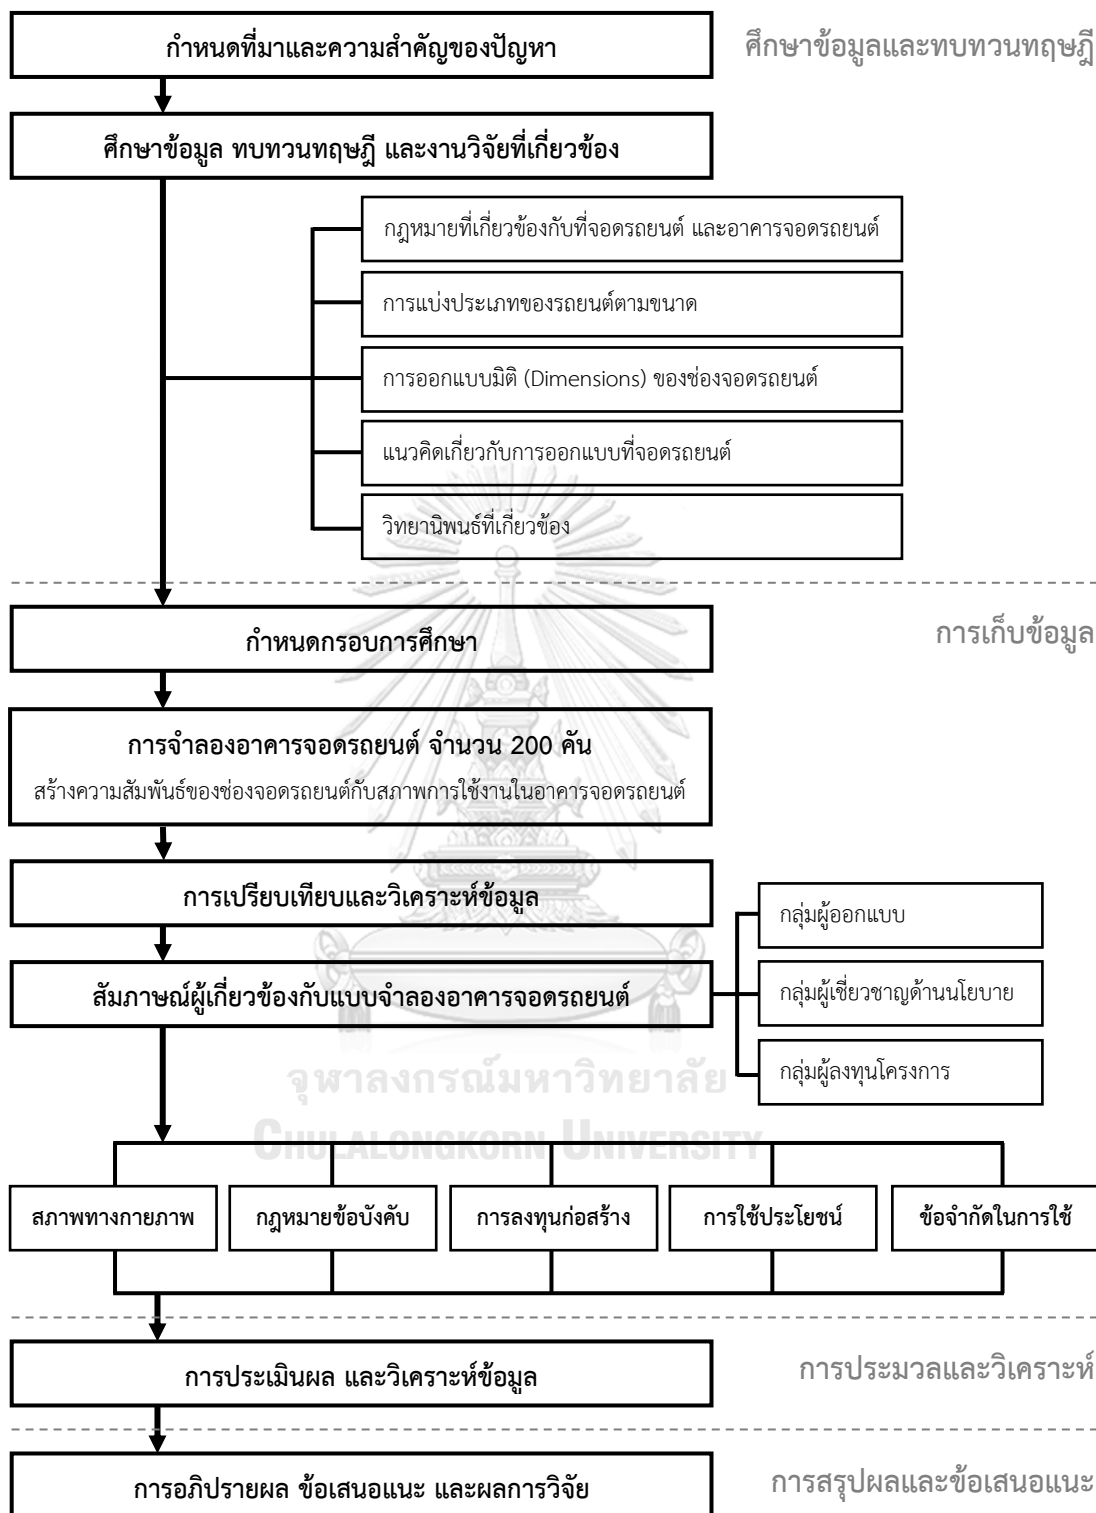 กำหนดที่มาและความสำคัญของปัญหา
ศึกษาข้อมูลและทบทวนทฤษฎี
ศึกษาข้อมูล ทบทวนทฤษฎี และงานวิจัยที่เกี่ยวข้อง
กฎหมายที่เกี่ยวข้องกับที่จอดรถยนต์ และอาคารจอดรถยนต์
การแบ่งประเภทของรถยนต์ตามขนาด
การออกแบบมิติ (Dimensions) ของช่องจอดรถยนต์
แนวคิดเกี่ยวกับการออกแบบที่จอดรถยนต์
วิทยานิพนธ์ที่เกี่ยวข้อง
กำหนดกรอบการศึกษา
การเก็บข้อมูล
การจำลองอาคารจอดรถยนต์ จำนวน 200 คัน
สร้างความสัมพันธ์ของช่องจอดรถยนต์กับสภาพการใช้งานในอาคารจอดรถยนต์
การเปรียบเทียบและวิเคราะห์ข้อมูล
สัมภาษณ์ผู้เกี่ยวข้องกับแบบจำลองอาคารจอดรถยนต์
กลุ่มผู้ออกแบบ
กลุ่มผู้เชี่ยวชาญด้านนโยบาย
กลุ่มผู้ลงทุนโครงการ
จุฬาลงกรณ์มหาวิทยาลัย
CHULALONGKORN UNIVERSITY
สภาพทางกายภาพ
กฎหมายข้อบังคับ
การลงทุนก่อสร้าง
การใช้ประโยชน์
ข้อจำกัดในการใช้
การประเมินผล และวิเคราะห์ข้อมูล
การประมวลและวิเคราะห์
การอภิปรายผล ข้อเสนอแนะ และผลการวิจัย
การสรุปผลและข้อเสนอแนะ